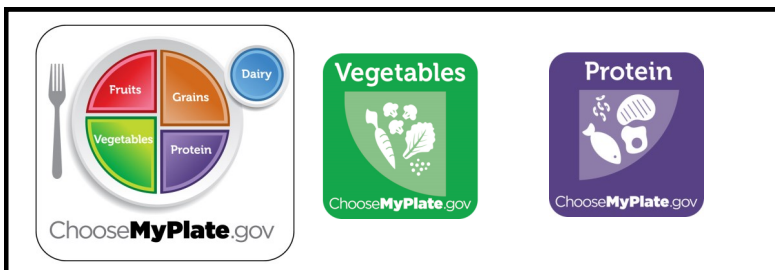 Fruits
Grains
Dairy
Vegetables
Protein
ChooseMyPlate.gov
Vegetables
ChooseMyPlate.gov
Protein
ChooseMyPlate.gov